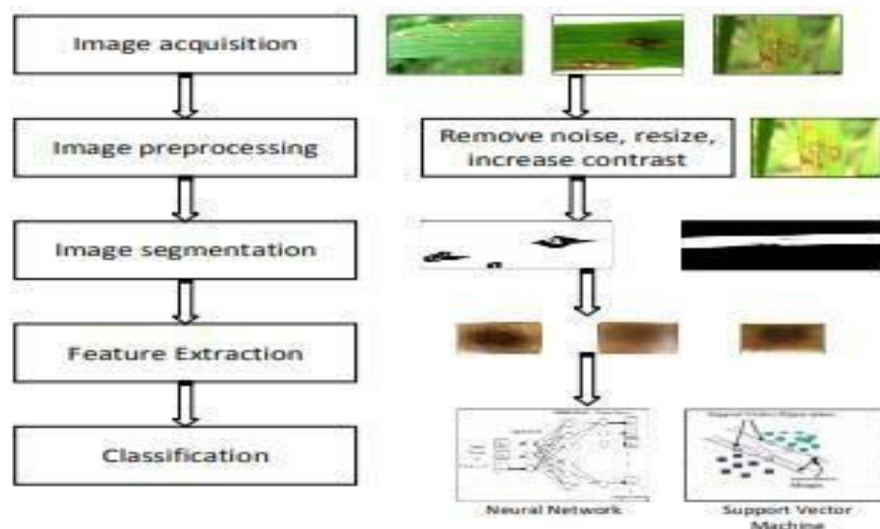 Image acquisition
Image preprocessing
Remove noise, resize,
increase contrast
Image segmentation
Feature Extraction
Classification
Neural Network
Support Vector
Machine